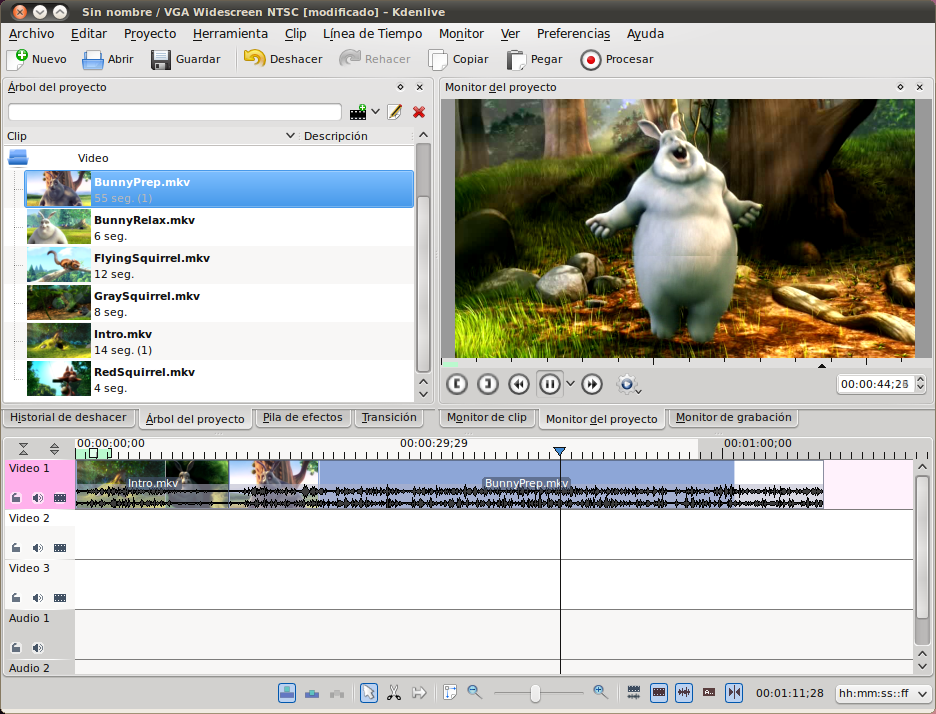 Sin nombre / VGA Widescreen NTSC [modificado] – Kdenlive
Archivo Editar Proyecto Herramienta Clip Línea de Tiempo Monitor Ver Preferencias Ayuda
Nuevo Abrir Guardar Deshacer Rehacer Copiar Pegar Procesar
Árbol del proyecto
Clip Descripción
Video
BunnyPrep.mkv
55 seg. (1)
BunnyRelax.mkv
6 seg.
FlyingSquirrel.mkv
12 seg.
GraySquirrel.mkv
8 seg.
Intro.mkv
14 seg. (1)
RedSquirrel.mkv
4 seg.
Monitor del proyecto
Historial de deshacer Árbol del proyecto Pila de efectos Transición
Monitor de clip Monitor del proyecto Monitor de grabación
00:00:00;00 00:00:29;29 00:01:00;00
Video 1
Intro.mkv BunnyPrep.mkv
Video 2
Video 3
Audio 1
Audio 2
00:01:11;28 hh:mm:ss::ff